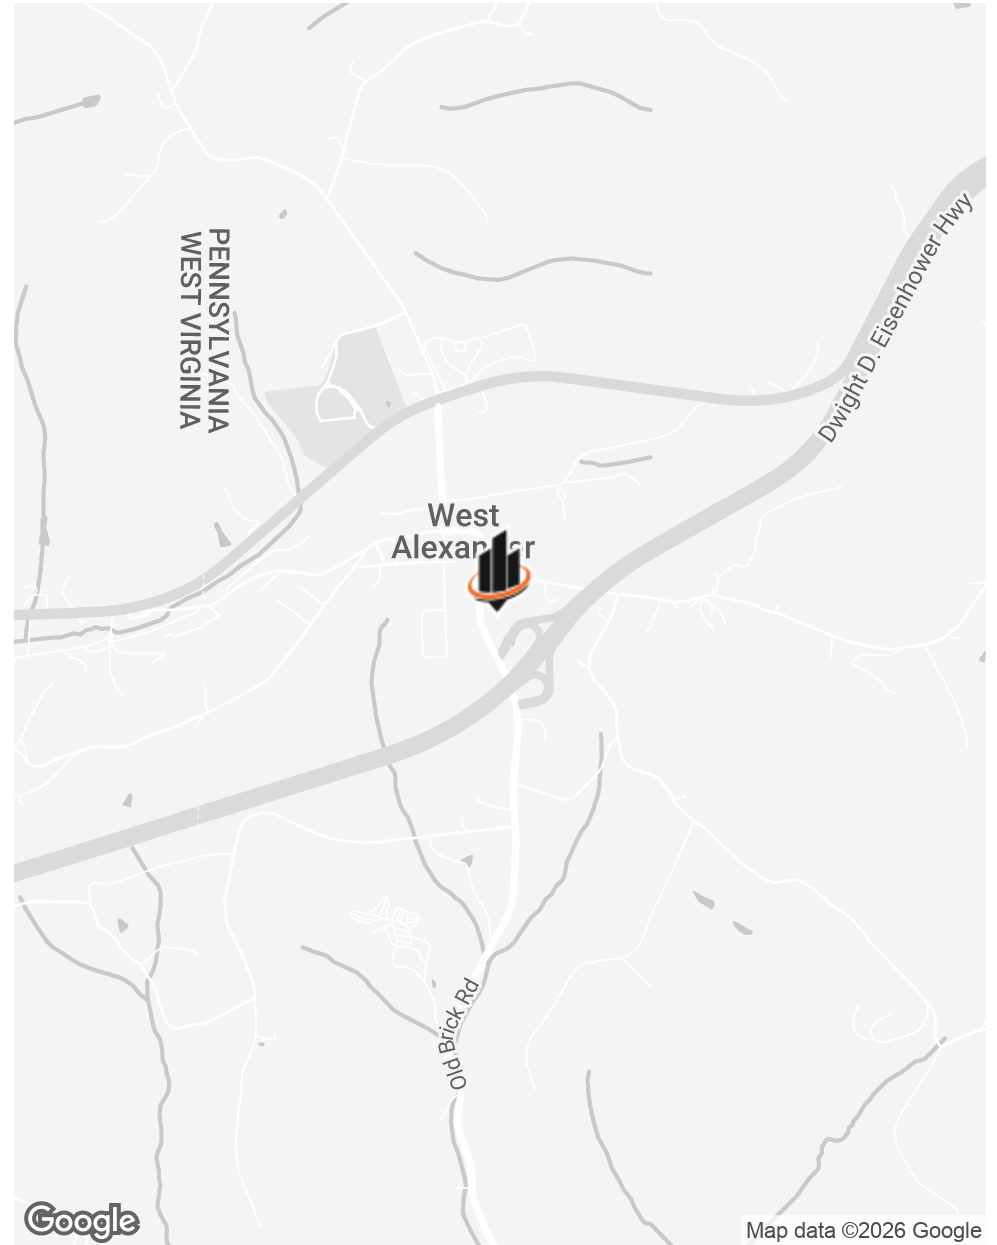 Dwight D. Eisenhower Hwy
PENNSYLVANIA
WEST VIRGINIA
West
Old Brick Rd
Google
Map data ©2026 Google